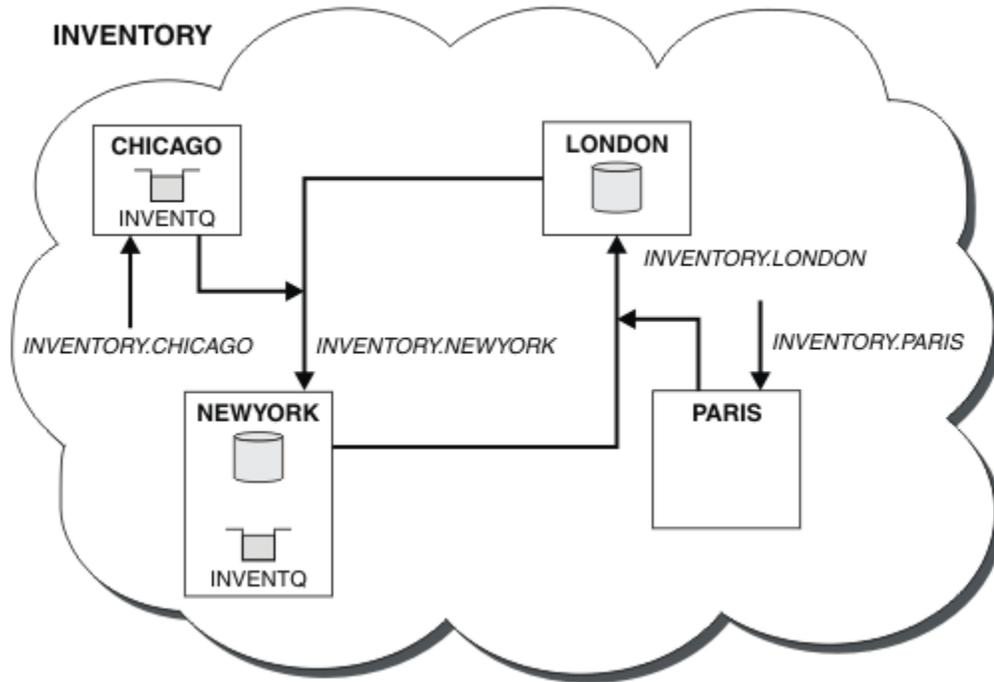 INVENTORY
CHICAGO
INVENTQ
LONDON
INVENTORY.LONDON
INVENTORY.CHICAGO
INVENTORY.NEWYORK
INVENTORY.PARIS
NEWYORK
INVENTQ
PARIS